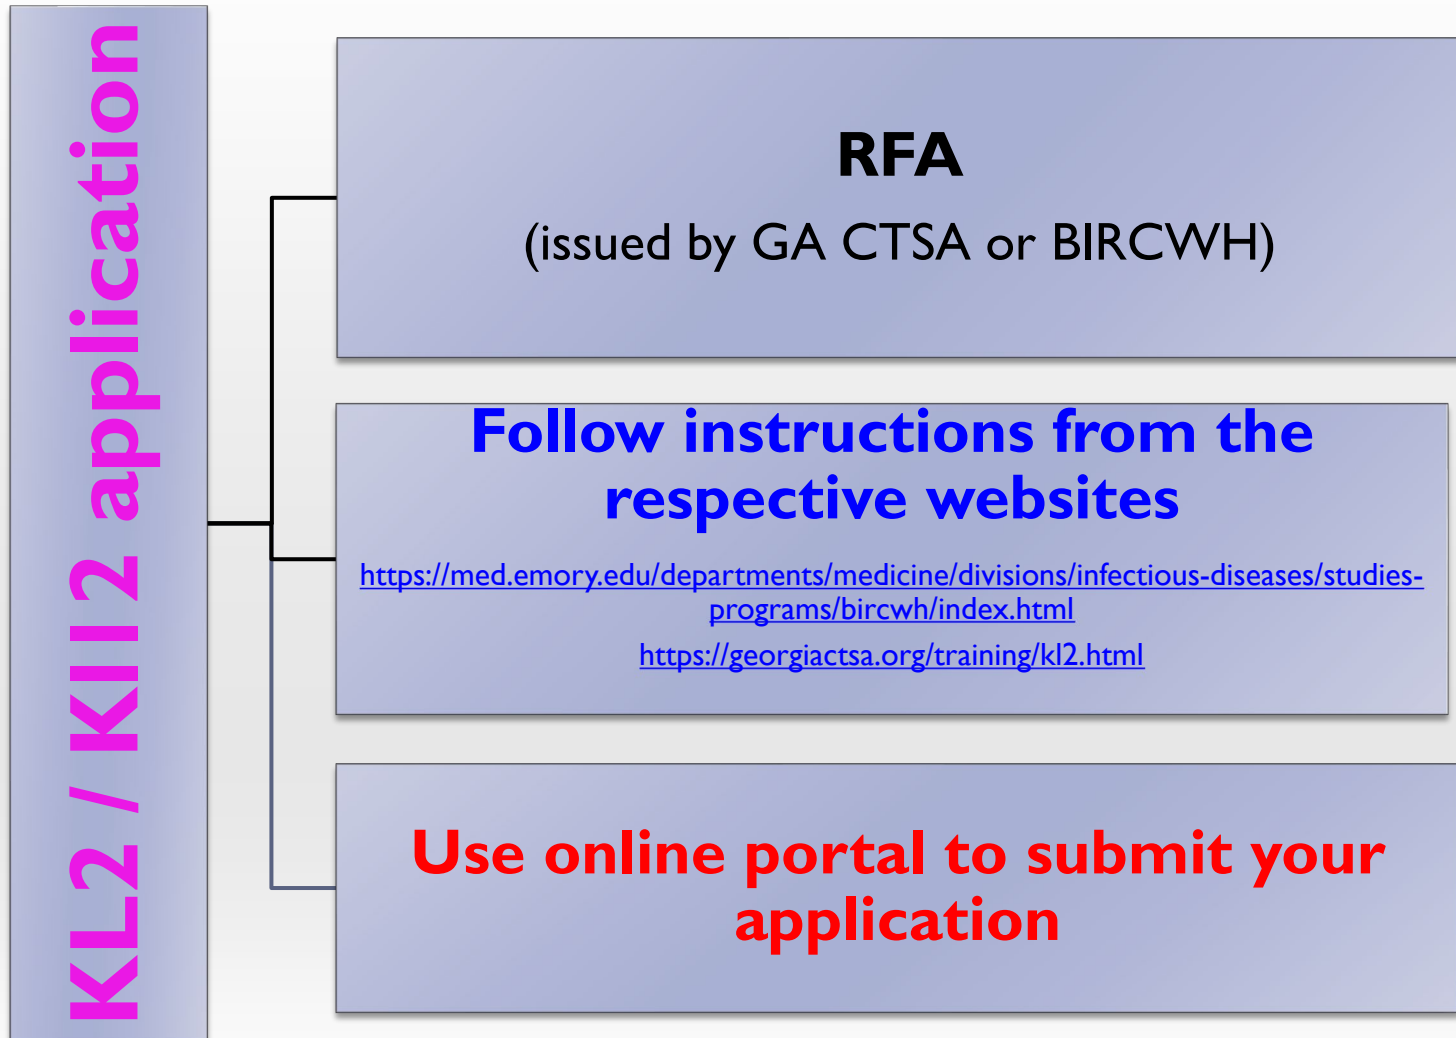 KL2 / K112 application
RFA
(issued by GA CTSA or BIRCWH)
Follow instructions from the
respective websites
https://med.emory.edu/departments/medicine/divisions/infectious-diseases/studies-
programs/bircwh/index.html
https://georgiactsa.org/training/kl2.html
Use online portal to submit your
application